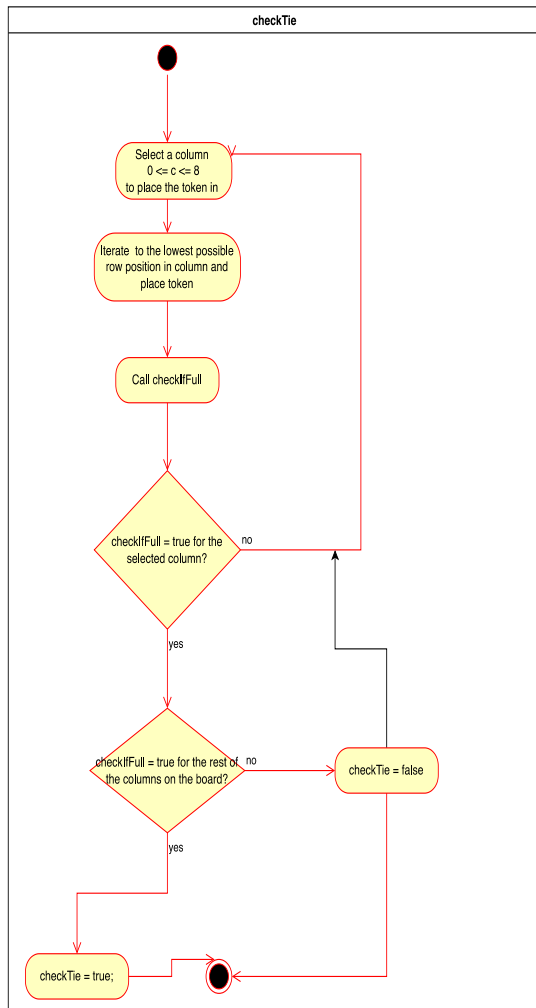 checkTie
Select a column
0 <= c <= 8
to place the token in
Iterate to the lowest possible
row position in column and
place token
Call checkIfFull
checkIfFull = true for the
selected column?
no
yes
checkIfFull = true for the rest of
the columns on the board?
no
checkTie = false
yes
checkTie = true;